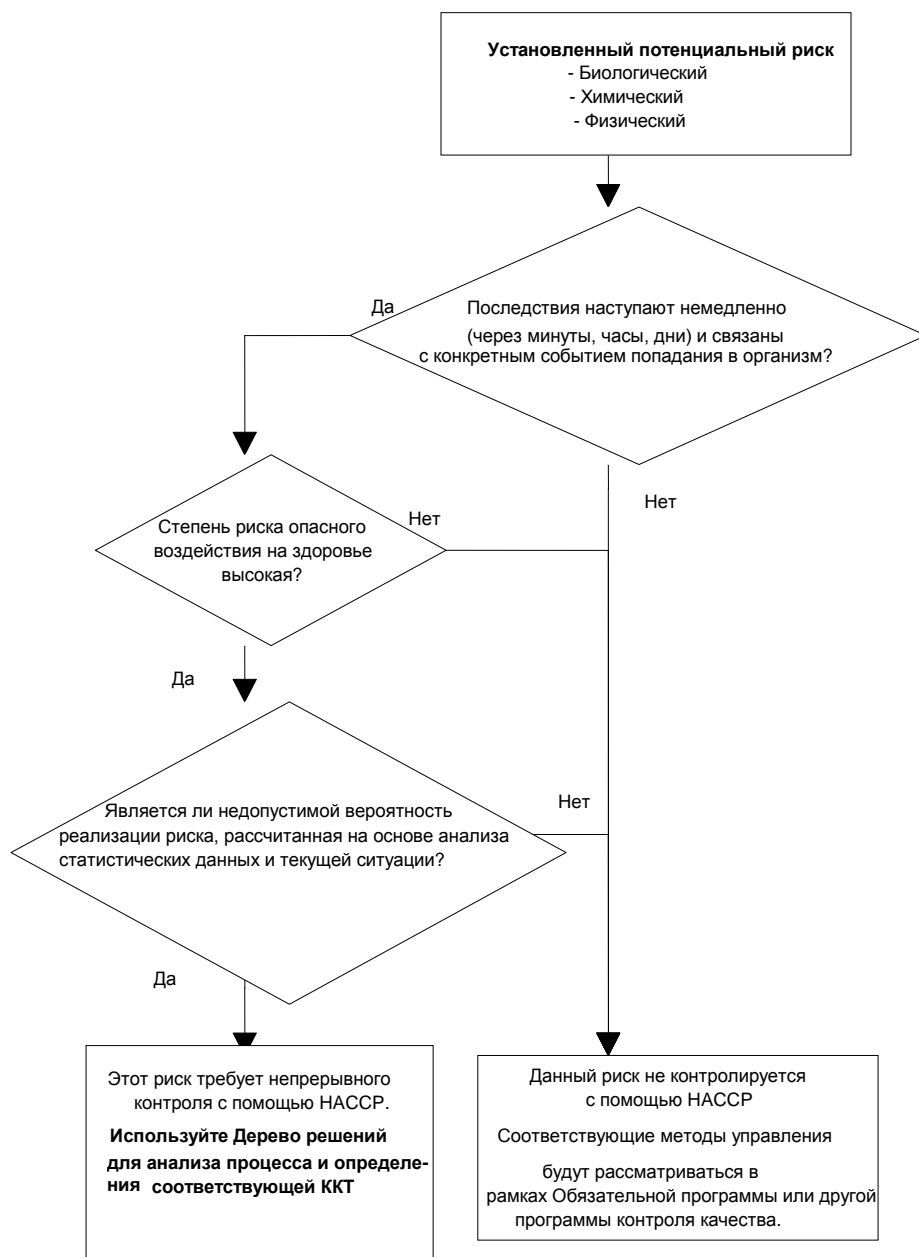 Установленный потенциальный риск
- Биологический
- Химический
- Физический
Да
Последствия наступают немедленно
(через минуты, часы, дни) и связаны
с конкретным событием попадания в организм?
Нет
Степень риска опасного
воздействия на здоровье
высокая?
Нет
Да
Является ли недопустимой вероятность
реализации риска, рассчитанная на основе анализа
статистических данных и текущей ситуации?
Нет
Да
Этот риск требует непрерывного
контроля с помощью НАССР.
Используйте Дерево решений
для анализа процесса и определе-
ния соответствующей ККТ
Данный риск не контролируется
с помощью НАССР
Соответствующие методы управления
будут рассматриваться в
рамках Обязательной программы или другой
программы контроля качества.